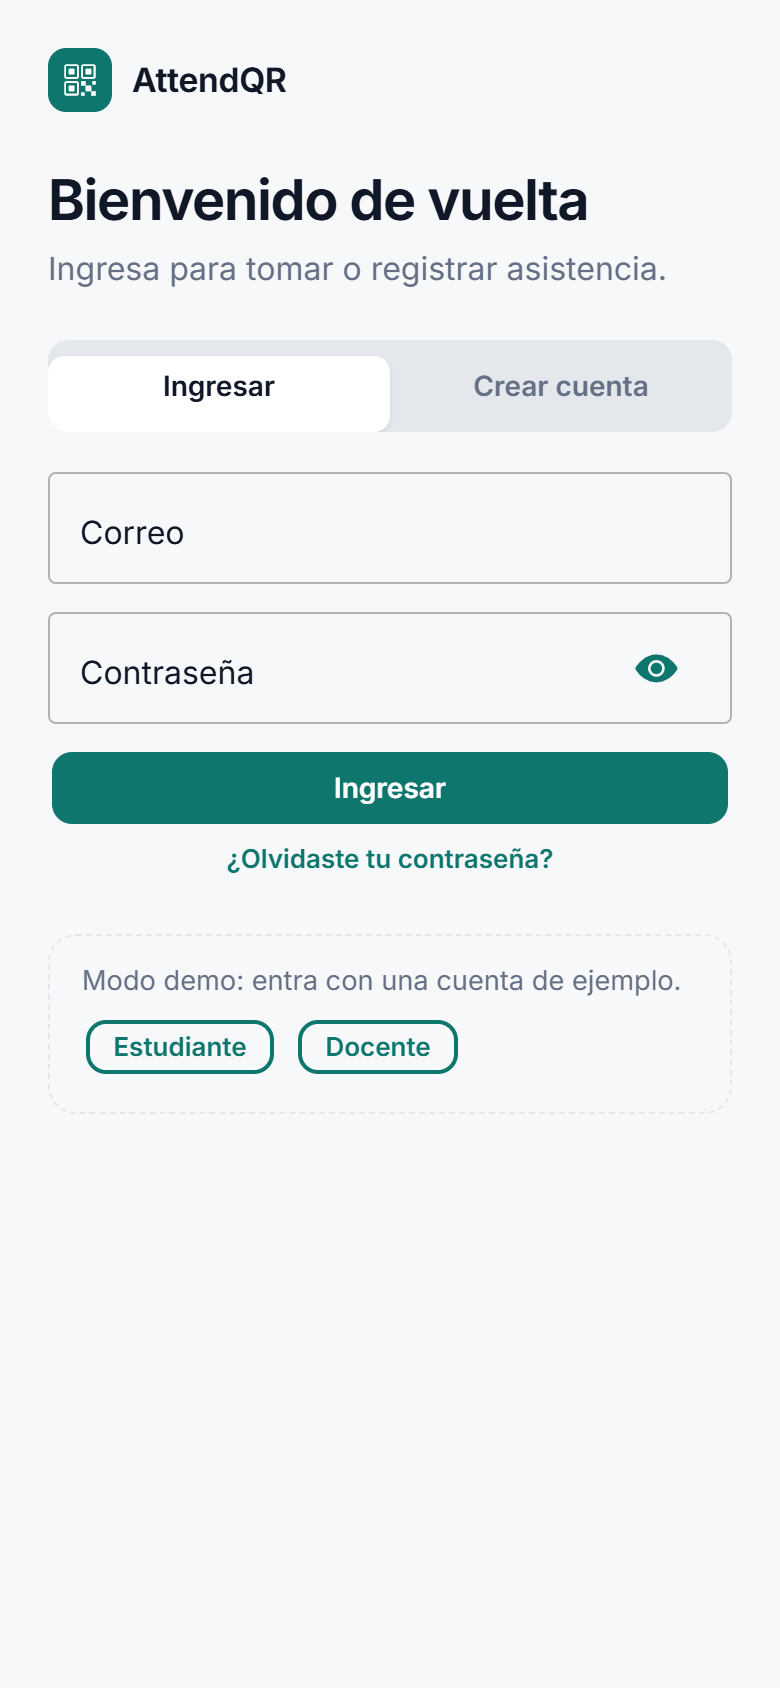 AttendQR
Bienvenido de vuelta
Ingresa para tomar o registrar asistencia.
Ingresar
Crear cuenta
Correo
Contraseña
Ingresar
¿Olvidaste tu contraseña?
Modo demo: entra con una cuenta de ejemplo.
Estudiante
Docente